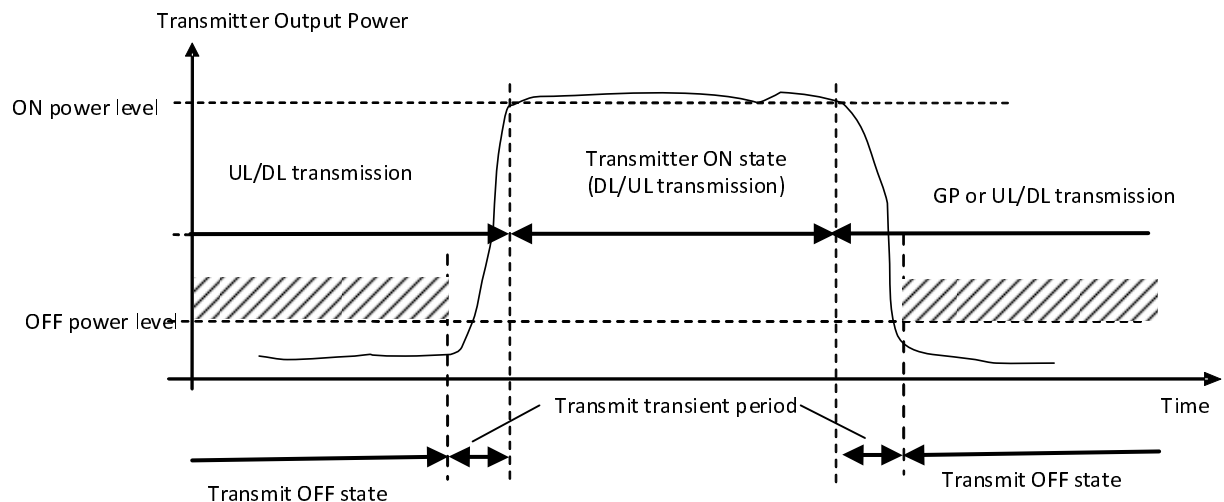 Transmitter Output Power
ON power level
UL/DL transmission
Transmitter ON state
(DL/UL transmission)
GP or UL/DL transmission
OFF power level
Transmit transient period
Time
Transmit OFF state
Transmit OFF state